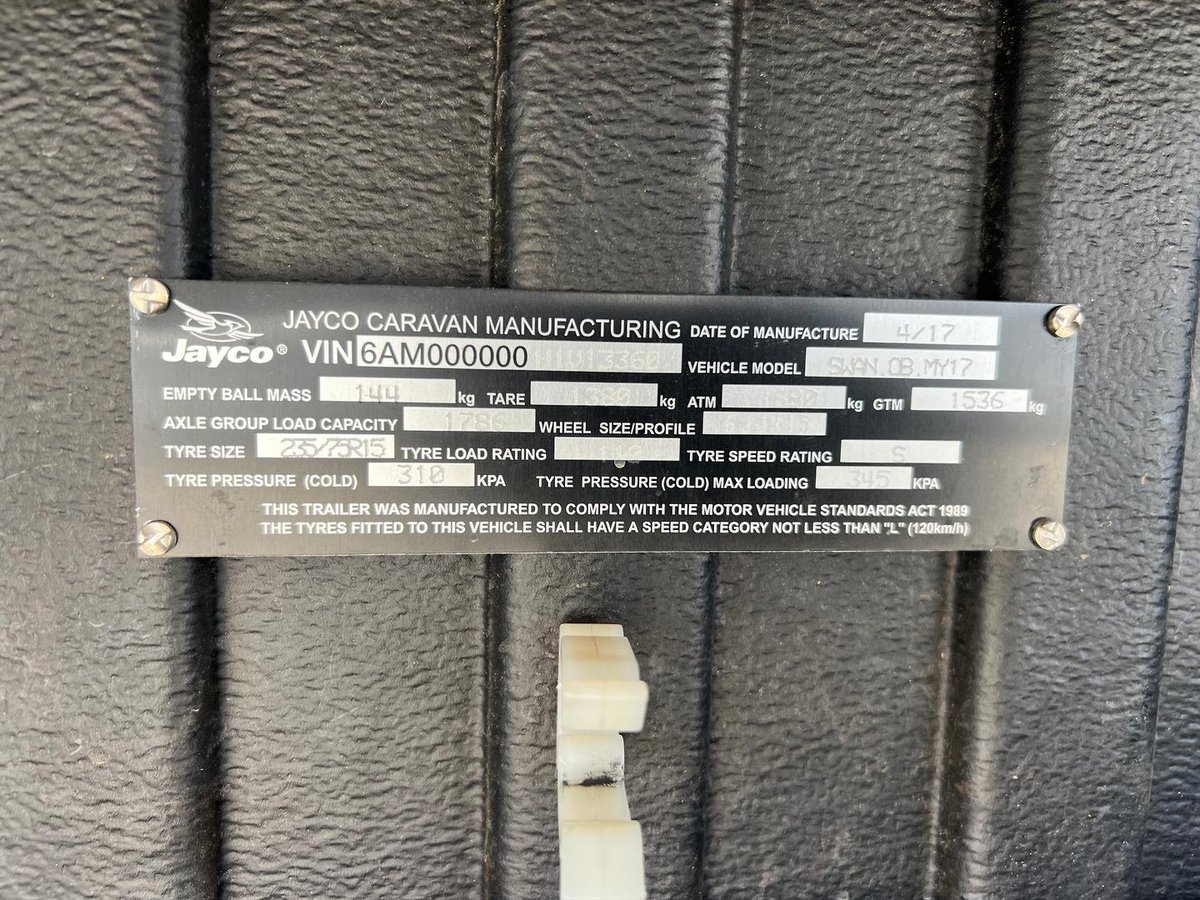 JAYCO CARAVAN MANUFACTURING DATE OF MANUFACTURE 4/17
Jayco® VIN 6AM000000 3360 VEHICLE MODEL SWAN.OB.MY17
EMPTY BALL MASS 144 kg TARE 1380 kg ATM 1680 kg GTM 1536 kg
AXLE GROUP LOAD CAPACITY 1786 WHEEL SIZE/PROFILE
TYRE SIZE 235/75R15 TYRE LOAD RATING TYRE SPEED RATING S
TYRE PRESSURE (COLD) 310 KPA TYRE PRESSURE (COLD) MAX LOADING 345 KPA
THIS TRAILER WAS MANUFACTURED TO COMPLY WITH THE MOTOR VEHICLE STANDARDS ACT 1989
THE TYRES FITTED TO THIS VEHICLE SHALL HAVE A SPEED CATEGORY NOT LESS THAN "L" (120km/h)